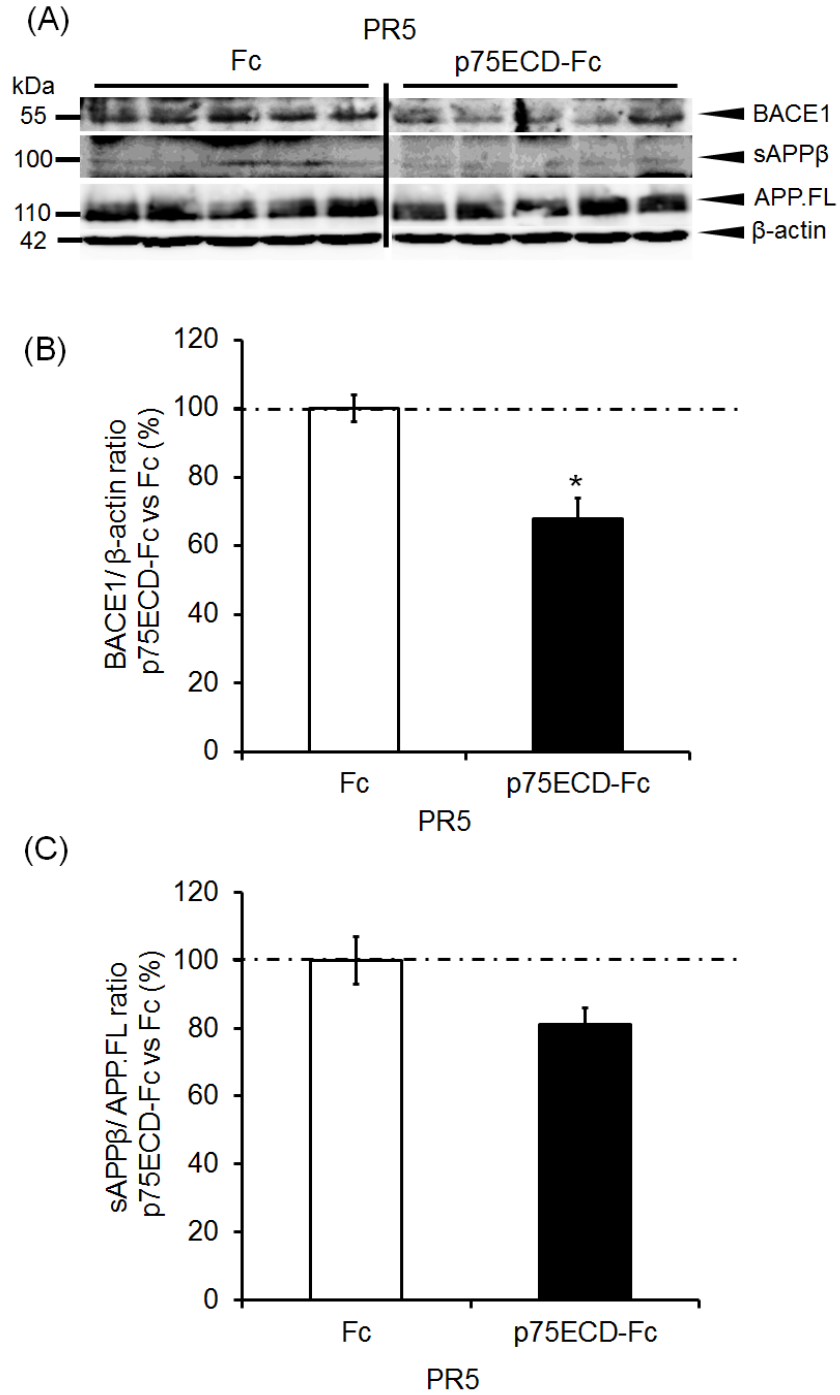 (A)
PR5
Fc
p75ECD-Fc
kDa
55
BACE1
100
sAPPβ
APP.FL
110
42
β-actin
(B)
120
100
80
60
40
20
0
*
BACE1/ β-actin ratio
p75ECD-Fc vs Fc (%)
Fc
p75ECD-Fc
PR5
(C)
120
100
80
60
40
20
0
sAPPβ/ APP.FL ratio
p75ECD-Fc vs Fc (%)
Fc
p75ECD-Fc
PR5